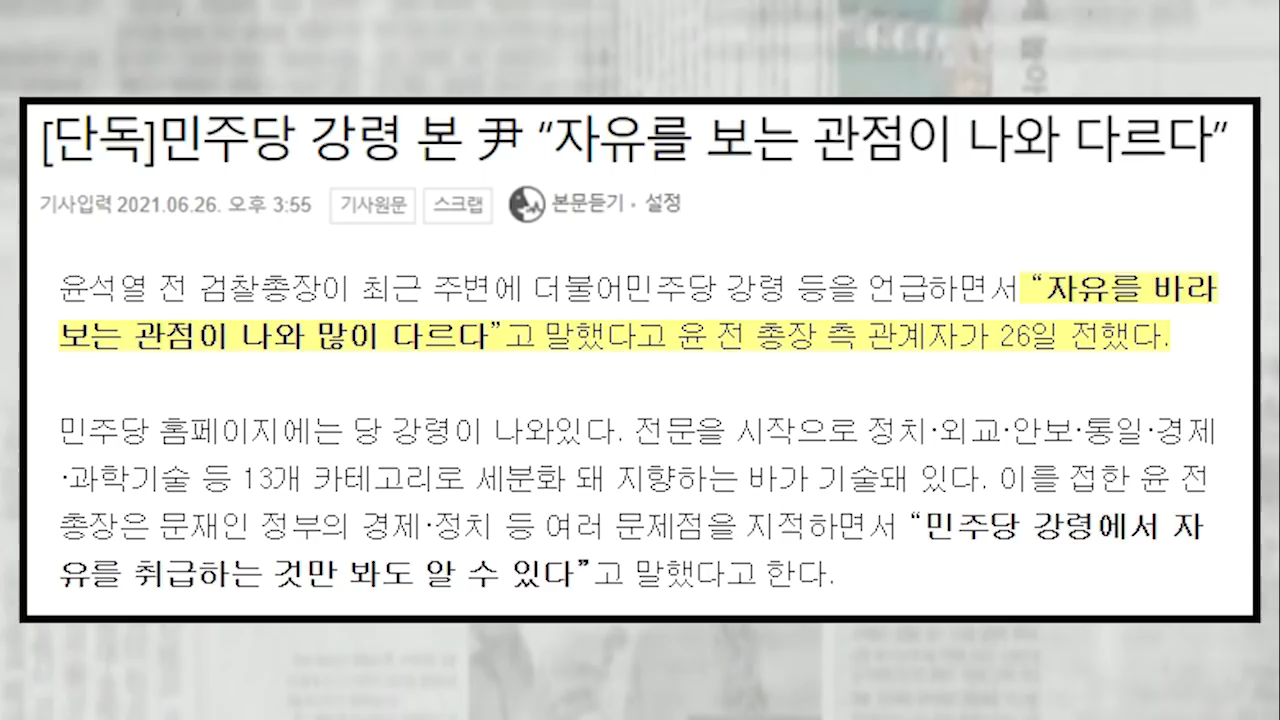 [단독]민주당 강령 본 尹 “자유를 보는 관점이 나와 다르다”
기사입력 2021.06.26. 오후 3:55 기사원문 스크랩 본문듣기 · 설정
윤석열 전 검찰총장이 최근 주변에 더불어민주당 강령 등을 언급하면서 “자유를 바라
보는 관점이 나와 많이 다르다”고 말했다고 윤 전 총장 측 관계자가 26일 전했다.
민주당 홈페이지에는 당 강령이 나와있다. 전문을 시작으로 정치·외교·안보·통일·경제
·과학기술 등 13개 카테고리로 세분화 돼 지향하는 바가 기술돼 있다. 이를 접한 윤 전
총장은 문재인 정부의 경제·정치 등 여러 문제점을 지적하면서 “민주당 강령에서 자
유를 취급하는 것만 봐도 알 수 있다”고 말했다고 한다.